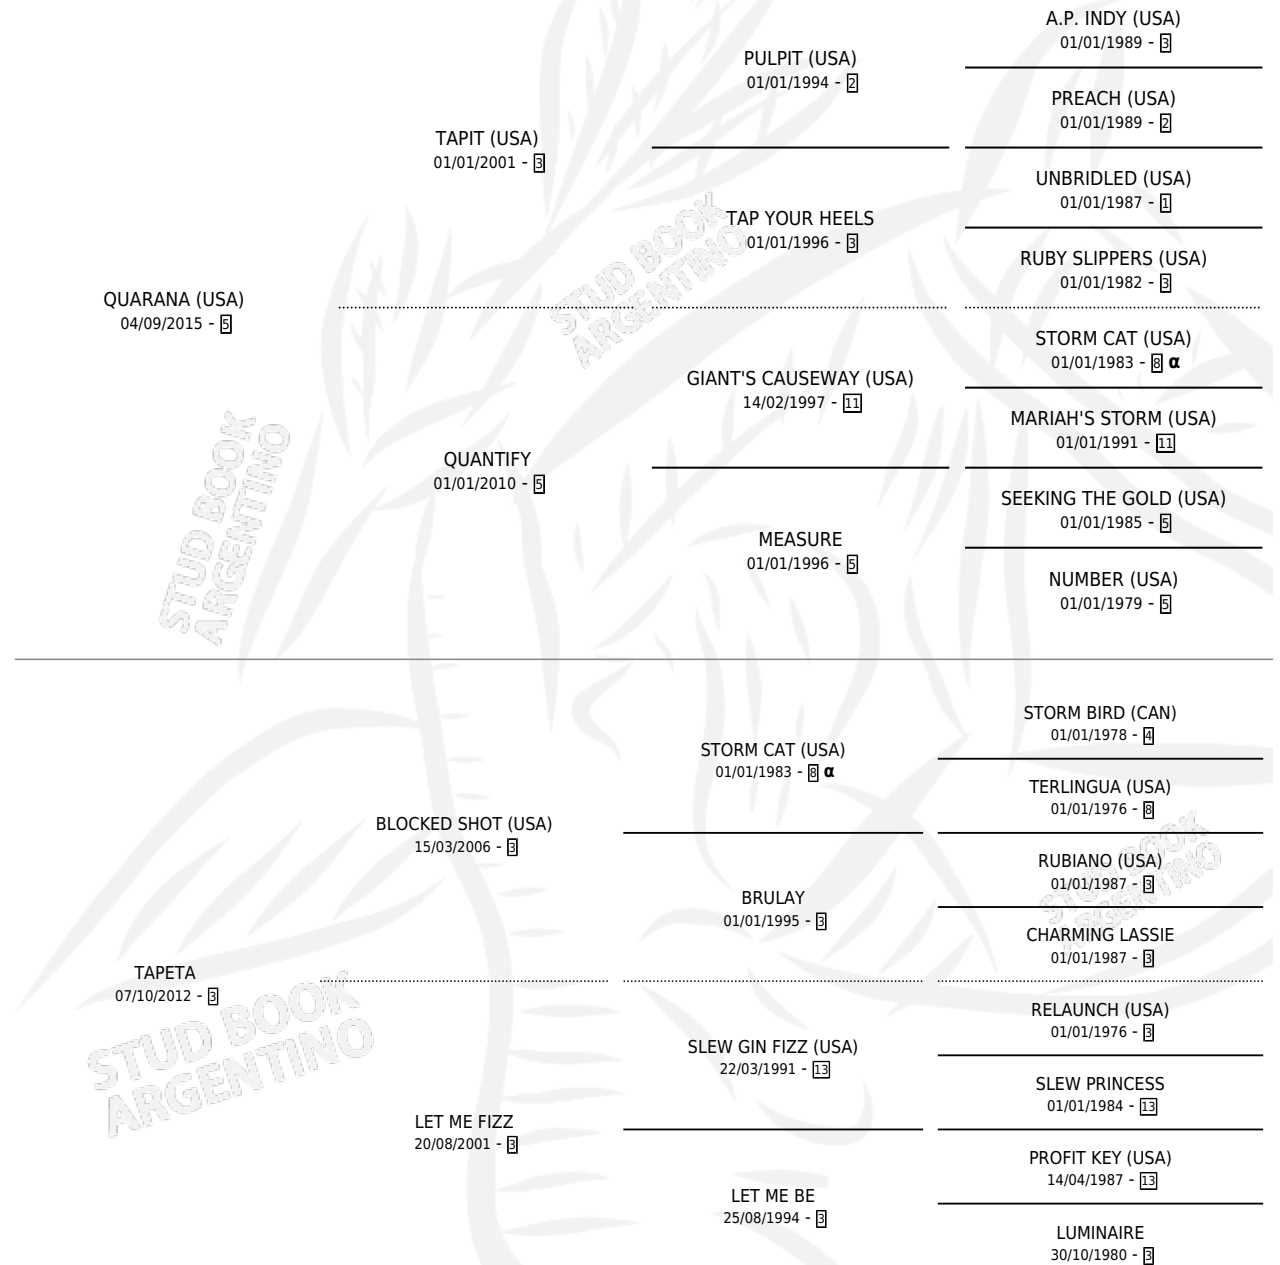 A.P. INDY (USA)
01/01/1989 - 3
PULPIT (USA)
01/01/1994 - 2
PREACH (USA)
01/01/1989 - 2
TAPIT (USA)
01/01/2001 - 3
UNBRIDLED (USA)
01/01/1987 - 1
TAP YOUR HEELS
01/01/1996 - 3
RUBY SLIPPERS (USA)
01/01/1982 - 3
QUARANA (USA)
04/09/2015 - 5
STORM CAT (USA)
01/01/1983 - 8 α
GIANT'S CAUSEWAY (USA)
14/02/1997 - 11
MARIAH'S STORM (USA)
01/01/1991 - 11
QUANTIFY
01/01/2010 - 5
SEEKING THE GOLD (USA)
01/01/1985 - 5
MEASURE
01/01/1996 - 5
NUMBER (USA)
01/01/1979 - 5
STORM BIRD (CAN)
01/01/1978 - 4
STORM CAT (USA)
01/01/1983 - 8 α
TERLINGUA (USA)
01/01/1976 - 8
BLOCKED SHOT (USA)
15/03/2006 - 3
RUBIANO (USA)
01/01/1987 - 3
BRULAY
01/01/1995 - 3
CHARMING LASSIE
01/01/1987 - 3
TAPETA
07/10/2012 - 3
RELAUNCH (USA)
01/01/1976 - 3
SLEW GIN FIZZ (USA)
22/03/1991 - 13
SLEW PRINCESS
01/01/1984 - 13
LET ME FIZZ
20/08/2001 - 3
PROFIT KEY (USA)
14/04/1987 - 13
LET ME BE
25/08/1994 - 3
LUMINAIRE
30/10/1980 - 3
STUD BOOK
ARGENTINO
STUD BOOK
ARGENTINO
STUD BOOK
ARGENTINO
STUD BOOK
ARGENTINO